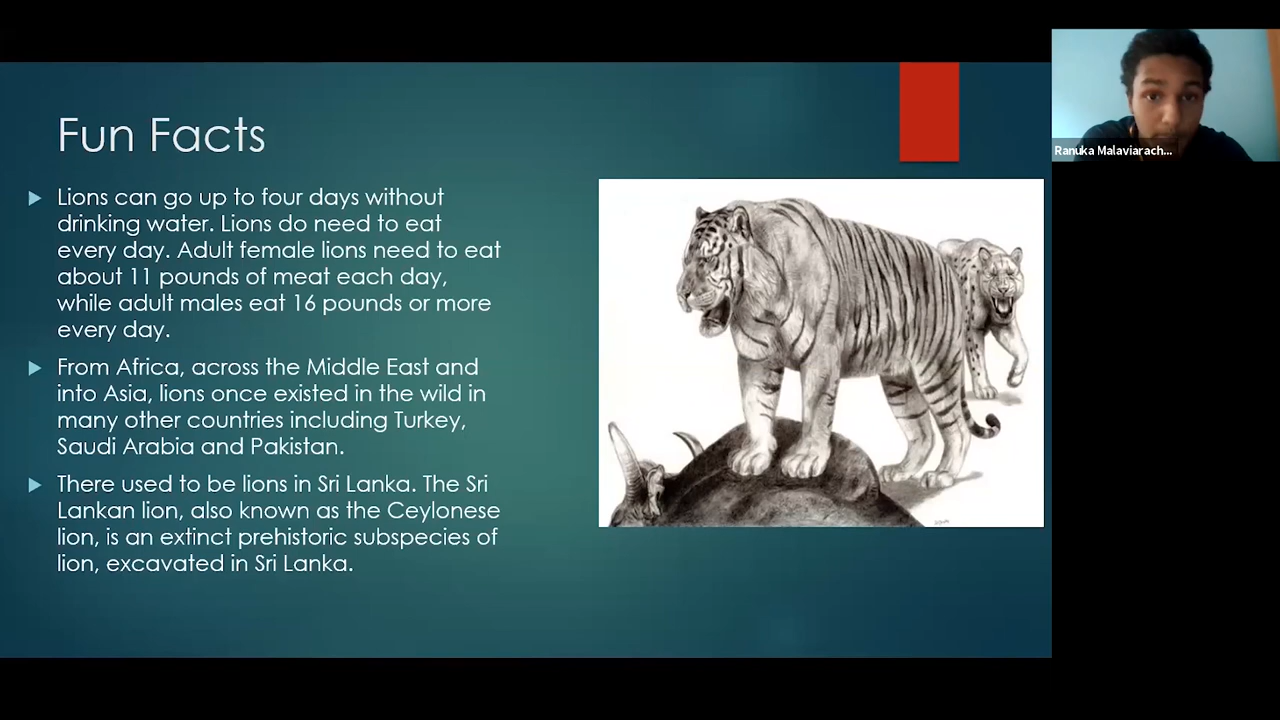 Fun Facts
Lions can go up to four days without
drinking water. Lions do need to eat
every day. Adult female lions need to eat
about 11 pounds of meat each day,
while adult males eat 16 pounds or more
every day.
From Africa, across the Middle East and
into Asia, lions once existed in the wild in
many other countries including Turkey,
Saudi Arabia and Pakistan.
There used to be lions in Sri Lanka. The Sri
Lankan lion, also known as the Ceylonese
lion, is an extinct prehistoric subspecies of
lion, excavated in Sri Lanka.
Ranuka Malaviarach...